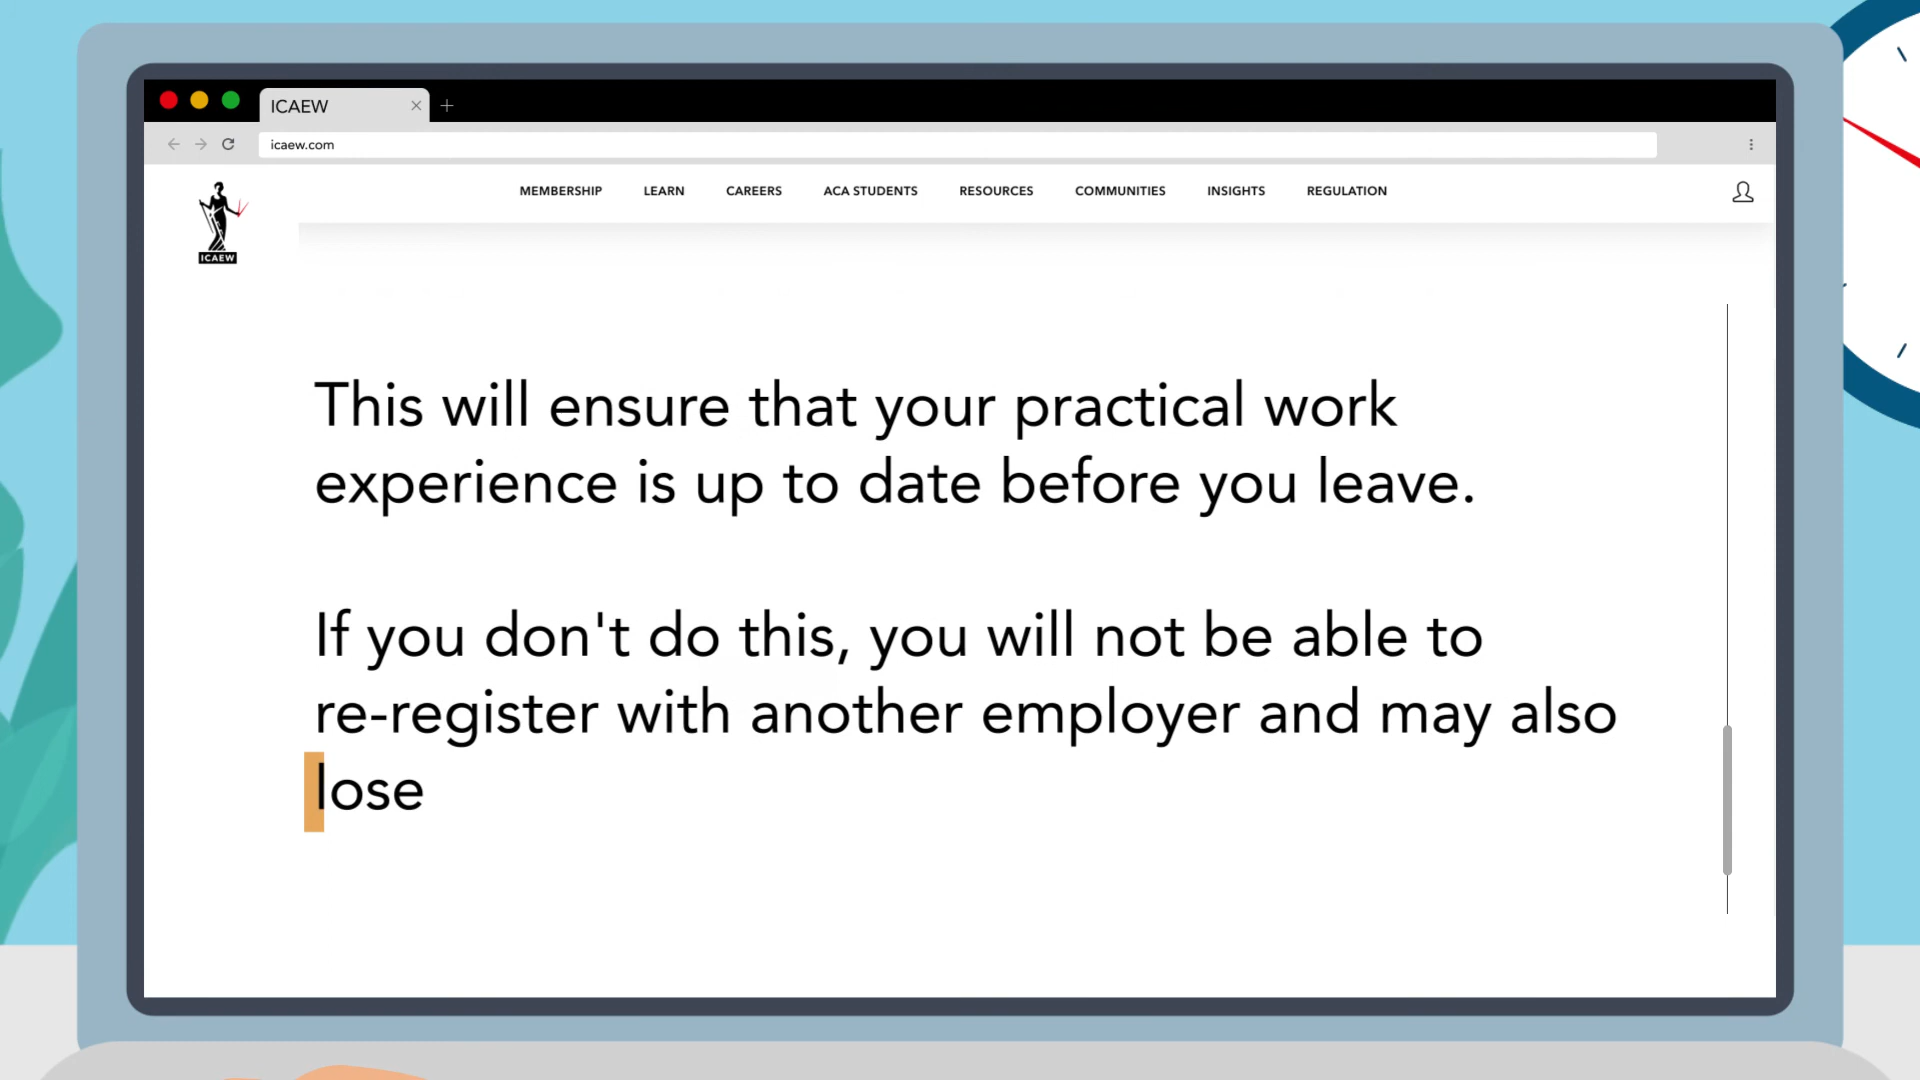 ICAEW
icaew.com
MEMBERSHIP LEARN CAREERS ACA STUDENTS RESOURCES COMMUNITIES INSIGHTS REGULATION
ICAEW
This will ensure that your practical work
experience is up to date before you leave.
If you don't do this, you will not be able to
re-register with another employer and may also
lose